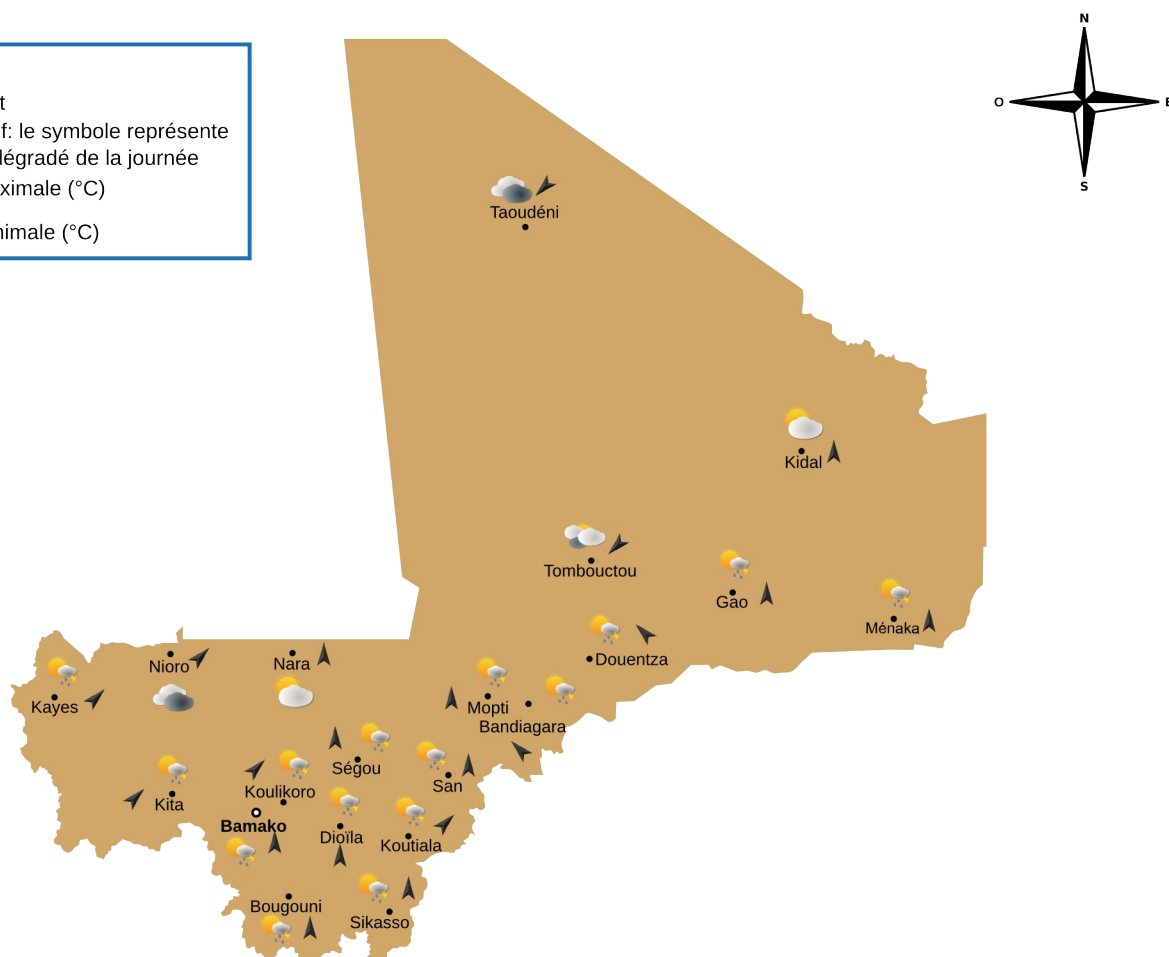 N
O
S
t
f: le symbole représente
dégradé de la journée
ximale (°C)
nimale (°C)
Taoudéni
Kidal
Tombouctou
Gao
Ménaka
Douentza
Nioro
Nara
Kayes
Mopti
Bandiagara
Ségou
San
Koulikoro
Kita
Bamako
Dioïla
Koutiala
Bougouni
Sikasso